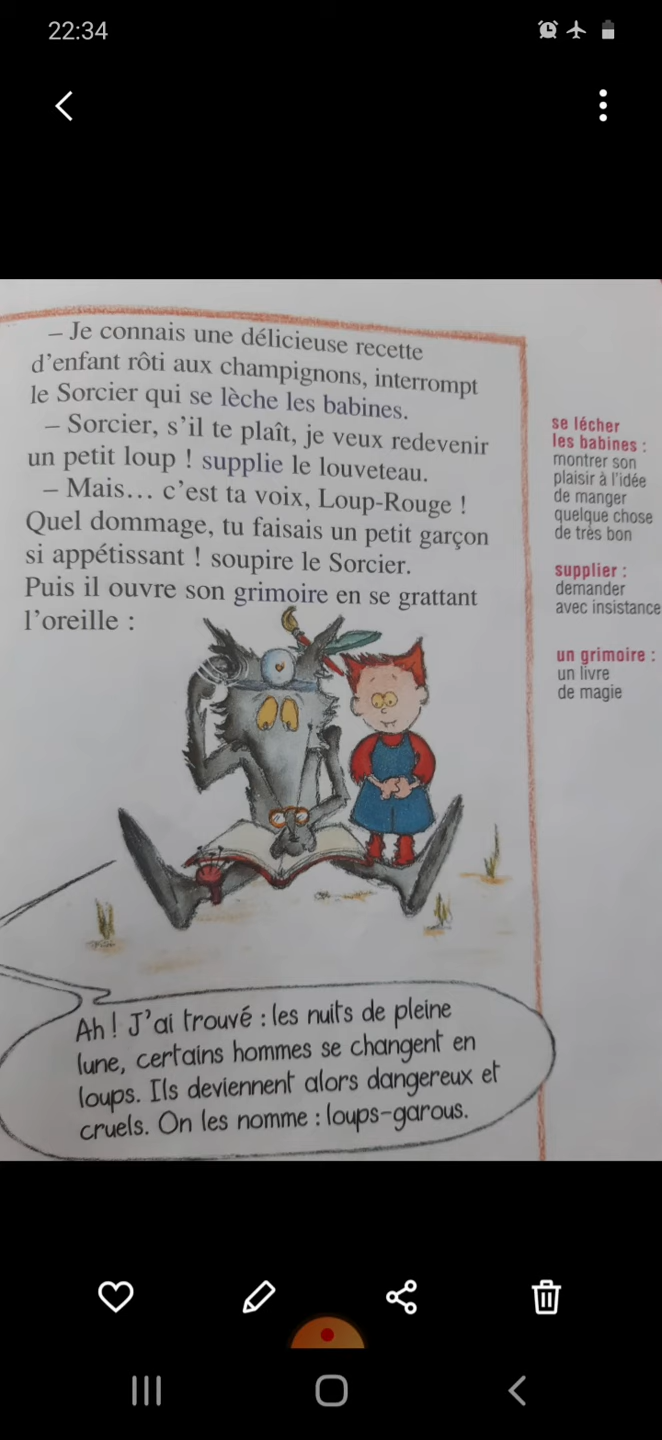 22:34
– Je connais une délicieuse recette
d'enfant rôti aux champignons, interrompt
le Sorcier qui se lèche les babines.
– Sorcier, s'il te plaît, je veux redevenir
un petit loup ! supplie le louveteau.
– Mais... c'est ta voix, Loup-Rouge !
Quel dommage, tu faisais un petit garçon
si appétissant ! soupire le Sorcier.
Puis il ouvre son grimoire en se grattant
l'oreille :
se lécher
les babines :
montrer son
plaisir à l'idée
de manger
quelque chose
de très bon
supplier :
demander
avec insistance
un grimoire :
un livre
de magie
Ah ! J'ai trouvé : les nuits de pleine
lune, certains hommes se changent en
loups. Ils deviennent alors dangereux et
cruels. On les nomme : loups-garous.